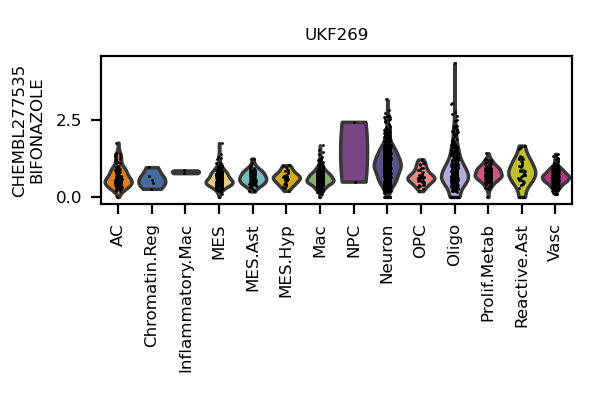 UKF269
CHEMBL277535
BIFONAZOLE
2.5
0.0
AC
Chromatin.Reg
Inflammatory.Mac
MES
MES.Ast
MES.Hyp
Mac
NPC
Neuron
OPC
Oligo
Prolif.Metab
Reactive.Ast
Vasc